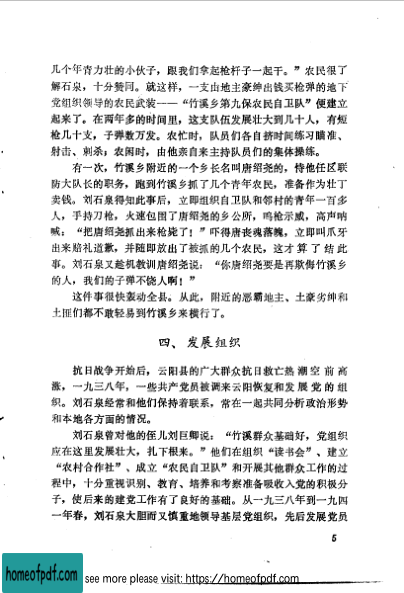 几个年青力壮的小伙子，跟我们拿起枪杆子一起干。”农民很了
解石泉，十分赞同。就这样，一支由地主豪绅出钱买枪弹的地下
党组织领导的农民武装——“竹溪乡第九保农民自卫队”便建立
起来了。在两年多的时间里，这支队伍发展壮大到几十人，有短
枪几十支，子弹数万发。农忙时，队员们各自挤时间练习瞄准、
射击、刺杀；农闲时，由他亲自来主持队员们的集体操练。
有一次，竹溪乡附近的一个乡长名叫唐绍尧的，恃他任区联
防大队长的职务，跑到竹溪乡抓了几个青年农民，准备作为壮丁
卖钱。刘石泉得知此事后，立即组织自卫队和邻村的青年一百多
人，手持刀枪，火速包围了唐绍尧的乡公所，鸣枪示威，高声呐
喊：“把唐绍尧抓出来枪毙了！”吓得唐丧魂落魄，立即叫爪牙
出来赔礼道歉，并随即放出了被抓的几个农民，这才算了结此
事。刘石泉又趁机教训唐绍尧说：“你唐绍尧要是再欺侮竹溪乡
的人，我们的子弹不饶人啊！”
这件事很快轰动全县。从此，附近的恶霸地主、土豪劣绅和
土匪们都不敢轻易到竹溪乡来横行了。
四、发展组织
抗日战争开始后，云阳县的广大群众抗日救亡热潮空前高
涨，一九三八年，一些共产党员被调来云阳恢复和发展党的组
织。刘石泉经常和他们保持着联系，常在一起共同分析政治形势
和本地各方面的情况。
刘石泉曾对他的侄儿刘巨卿说：“竹溪群众基础好，党组织
应在这里发展壮大，扎下根来。”他们在组织“读书会”、建立
“农村合作社”、成立“农民自卫队”和开展其他群众工作的过
程中，十分重视识别、教育、培养和考察准备吸收入党的积极分
子，使后来的建党工作有了良好的基础。从一九三八年到一九四
一年春，刘石泉大胆而又慎重地领导基层党组织，先后发展党员
5
homeofpdf.com
see more please visit: https://homeofpdf.com